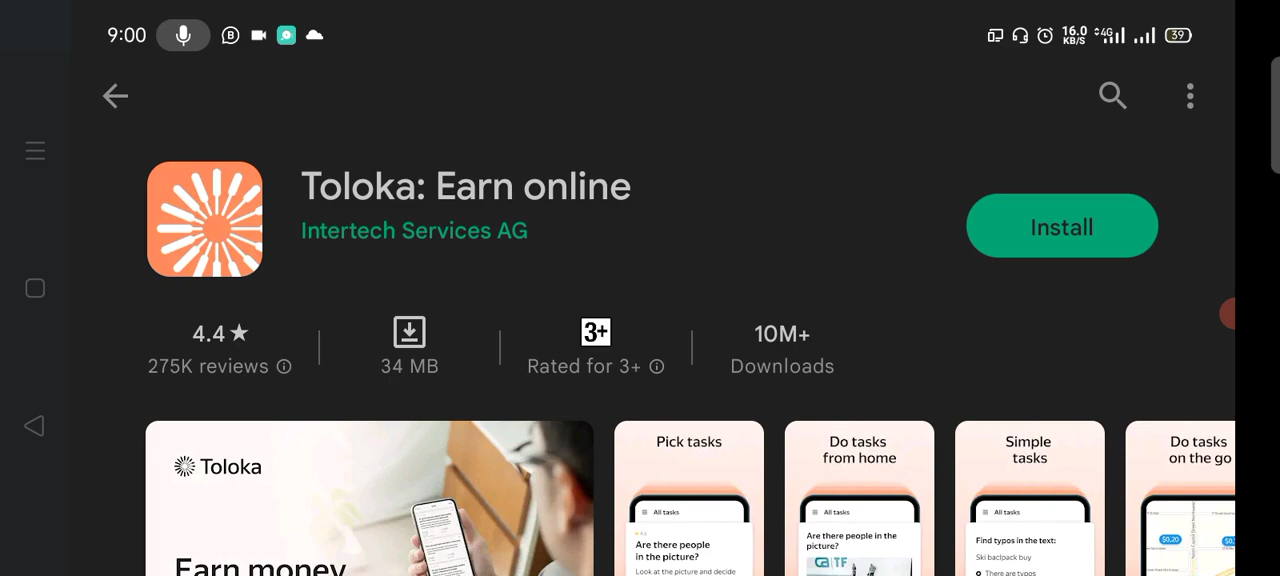 9:00
B
16.0
KB/S
4G
39
Toloka: Earn online
Intertech Services AG
Install
4.4★
275K reviews
34 MB
3+
Rated for 3+
10M+
Downloads
Toloka
Earn money
Pick tasks
All tasks
Are there people
in the picture?
Look at the picture and decide
Do tasks
from home
All tasks
Are there people in the
picture?
Simple
tasks
All tasks
Find typos in the text:
Ski bacpack buy
There are typos
Do tasks
on the go
$0,20